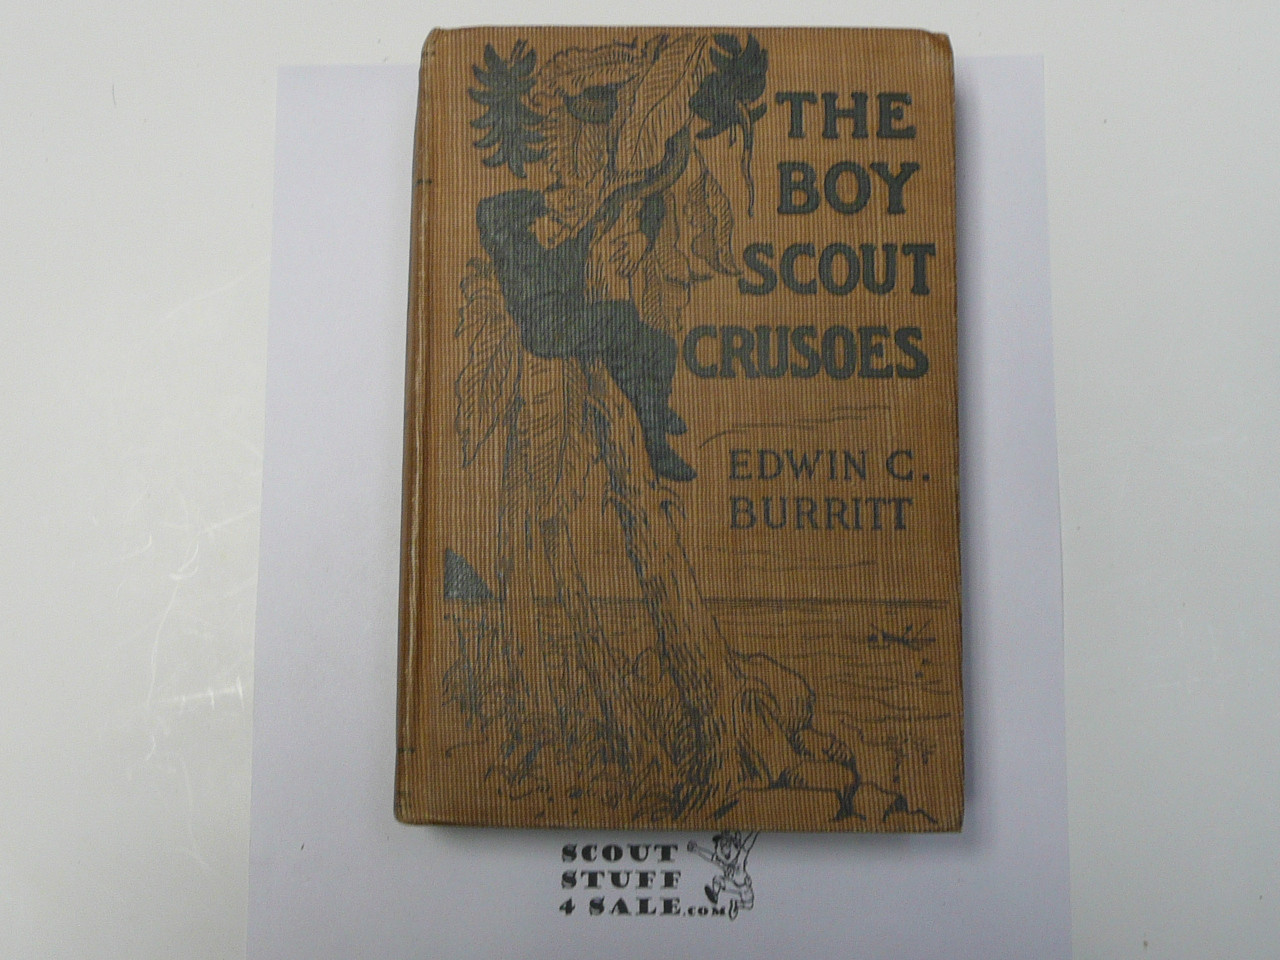 THE
BOY
SCOUT
CRUSOES
EDWIN C.
BURRITT
SCOUT
STUFF
4 SALE.COM